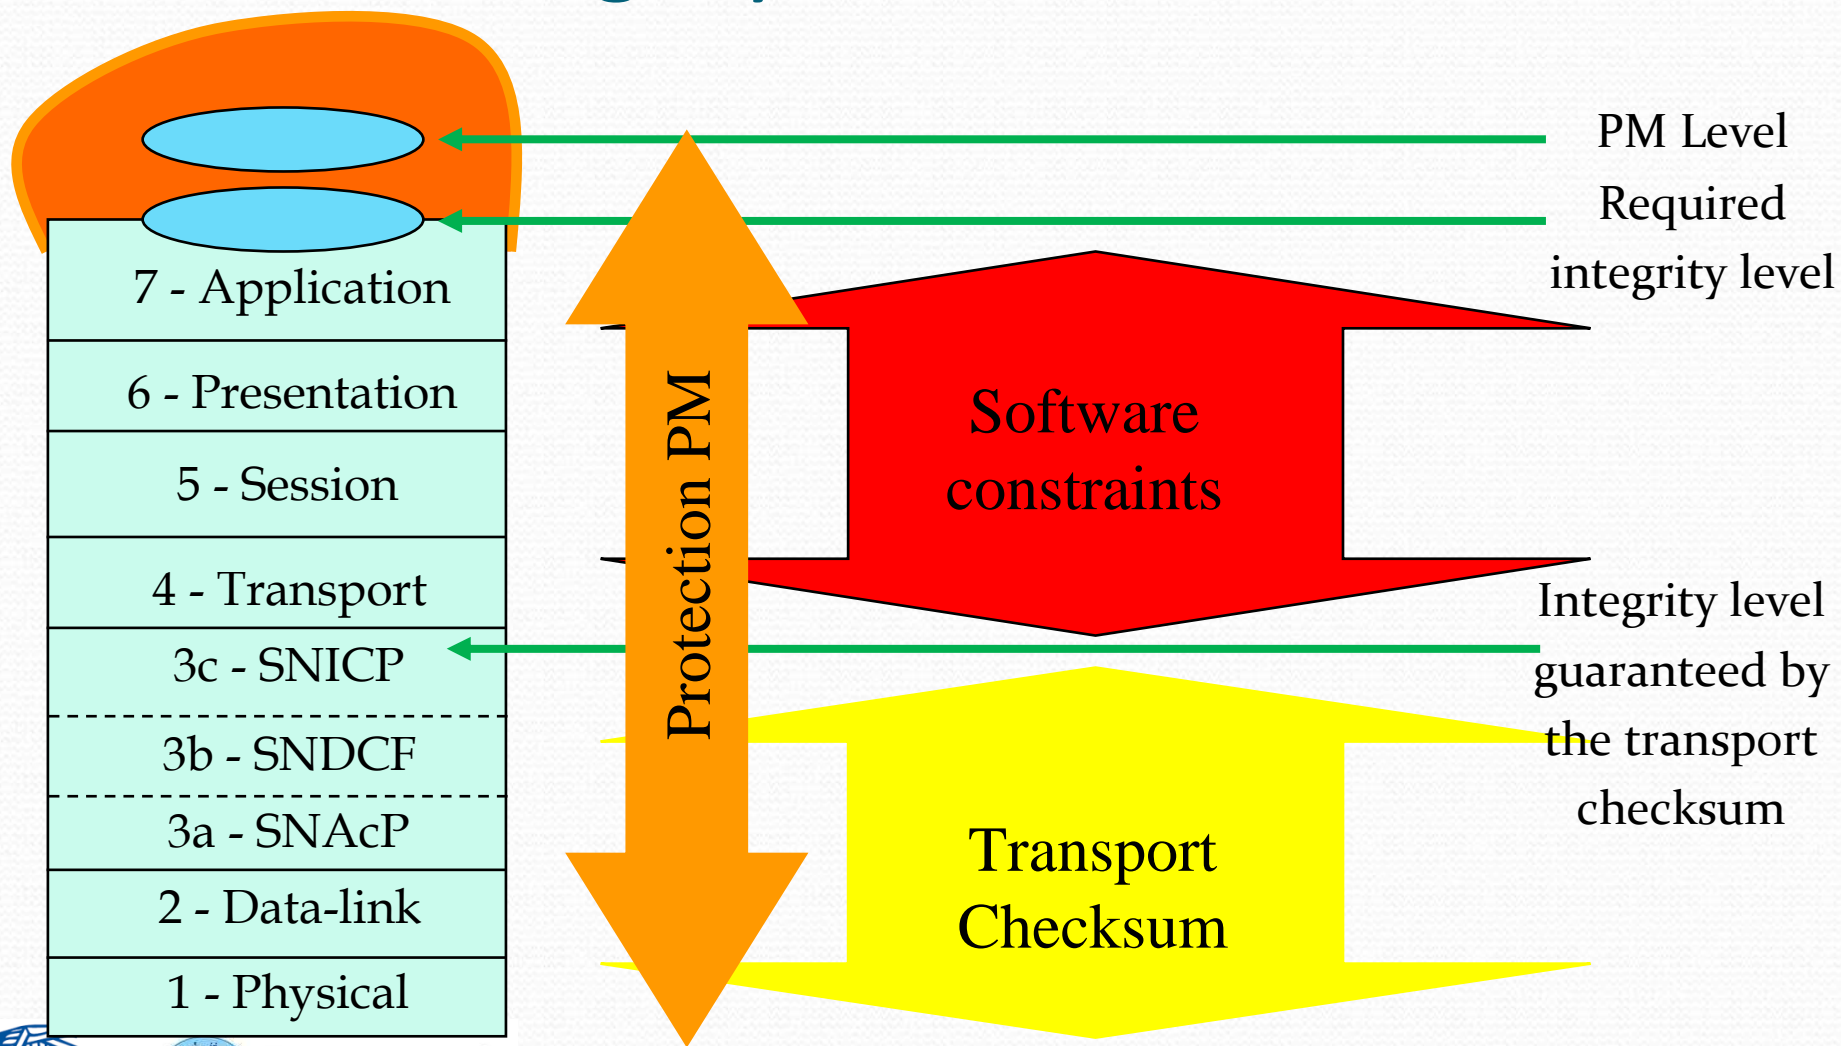 PM Level
Required
integrity level
7 - Application
6 - Presentation
5 - Session
4 - Transport
3c - SNICP
3b - SNDCF
3a - SNAcP
2 - Data-link
1 - Physical
Protection PM
Software
constraints
Integrity level
guaranteed by
the transport
checksum
Transport
Checksum